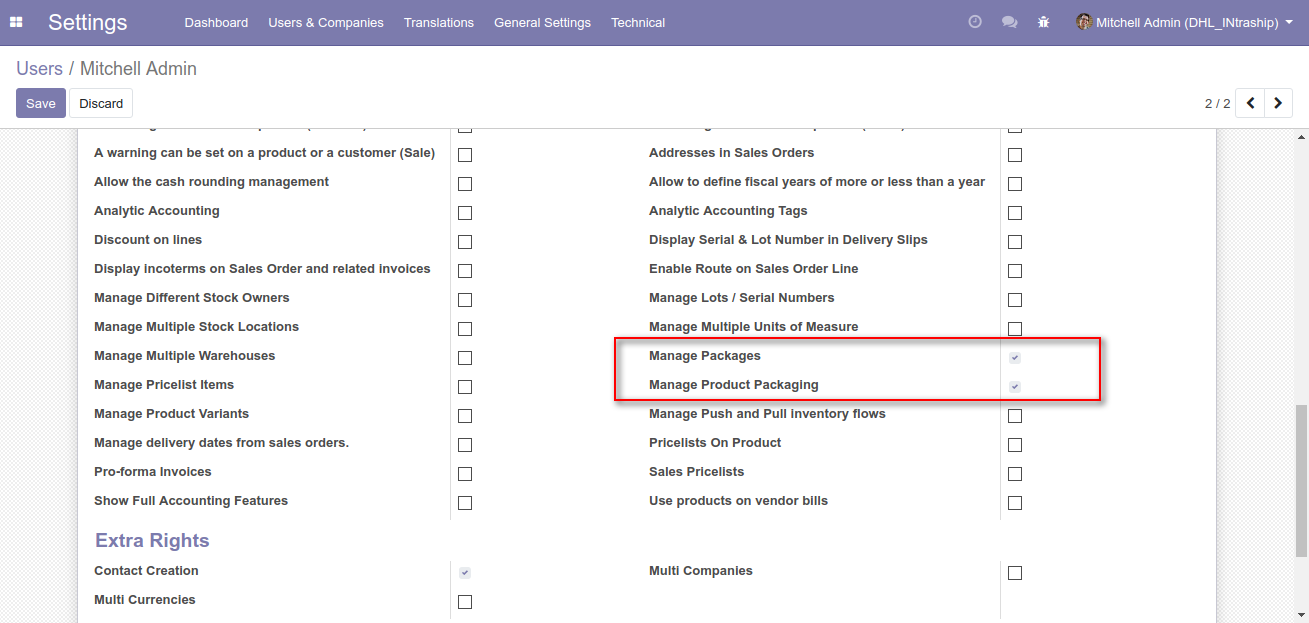 Settings Dashboard Users & Companies Translations General Settings Technical Mitchell Admin (DHL_INtraship)
Users / Mitchell Admin
Save Discard 2 / 2
A warning can be set on a product or a customer (Sale) Addresses in Sales Orders
Allow the cash rounding management Allow to define fiscal years of more or less than a year
Analytic Accounting Analytic Accounting Tags
Discount on lines Display Serial & Lot Number in Delivery Slips
Display incoterms on Sales Order and related invoices Enable Route on Sales Order Line
Manage Different Stock Owners Manage Lots / Serial Numbers
Manage Multiple Stock Locations Manage Multiple Units of Measure
Manage Multiple Warehouses Manage Packages
Manage Pricelist Items Manage Product Packaging
Manage Product Variants Manage Push and Pull inventory flows
Manage delivery dates from sales orders. Pricelists On Product
Pro-forma Invoices Sales Pricelists
Show Full Accounting Features Use products on vendor bills
Extra Rights
Contact Creation Multi Companies
Multi Currencies